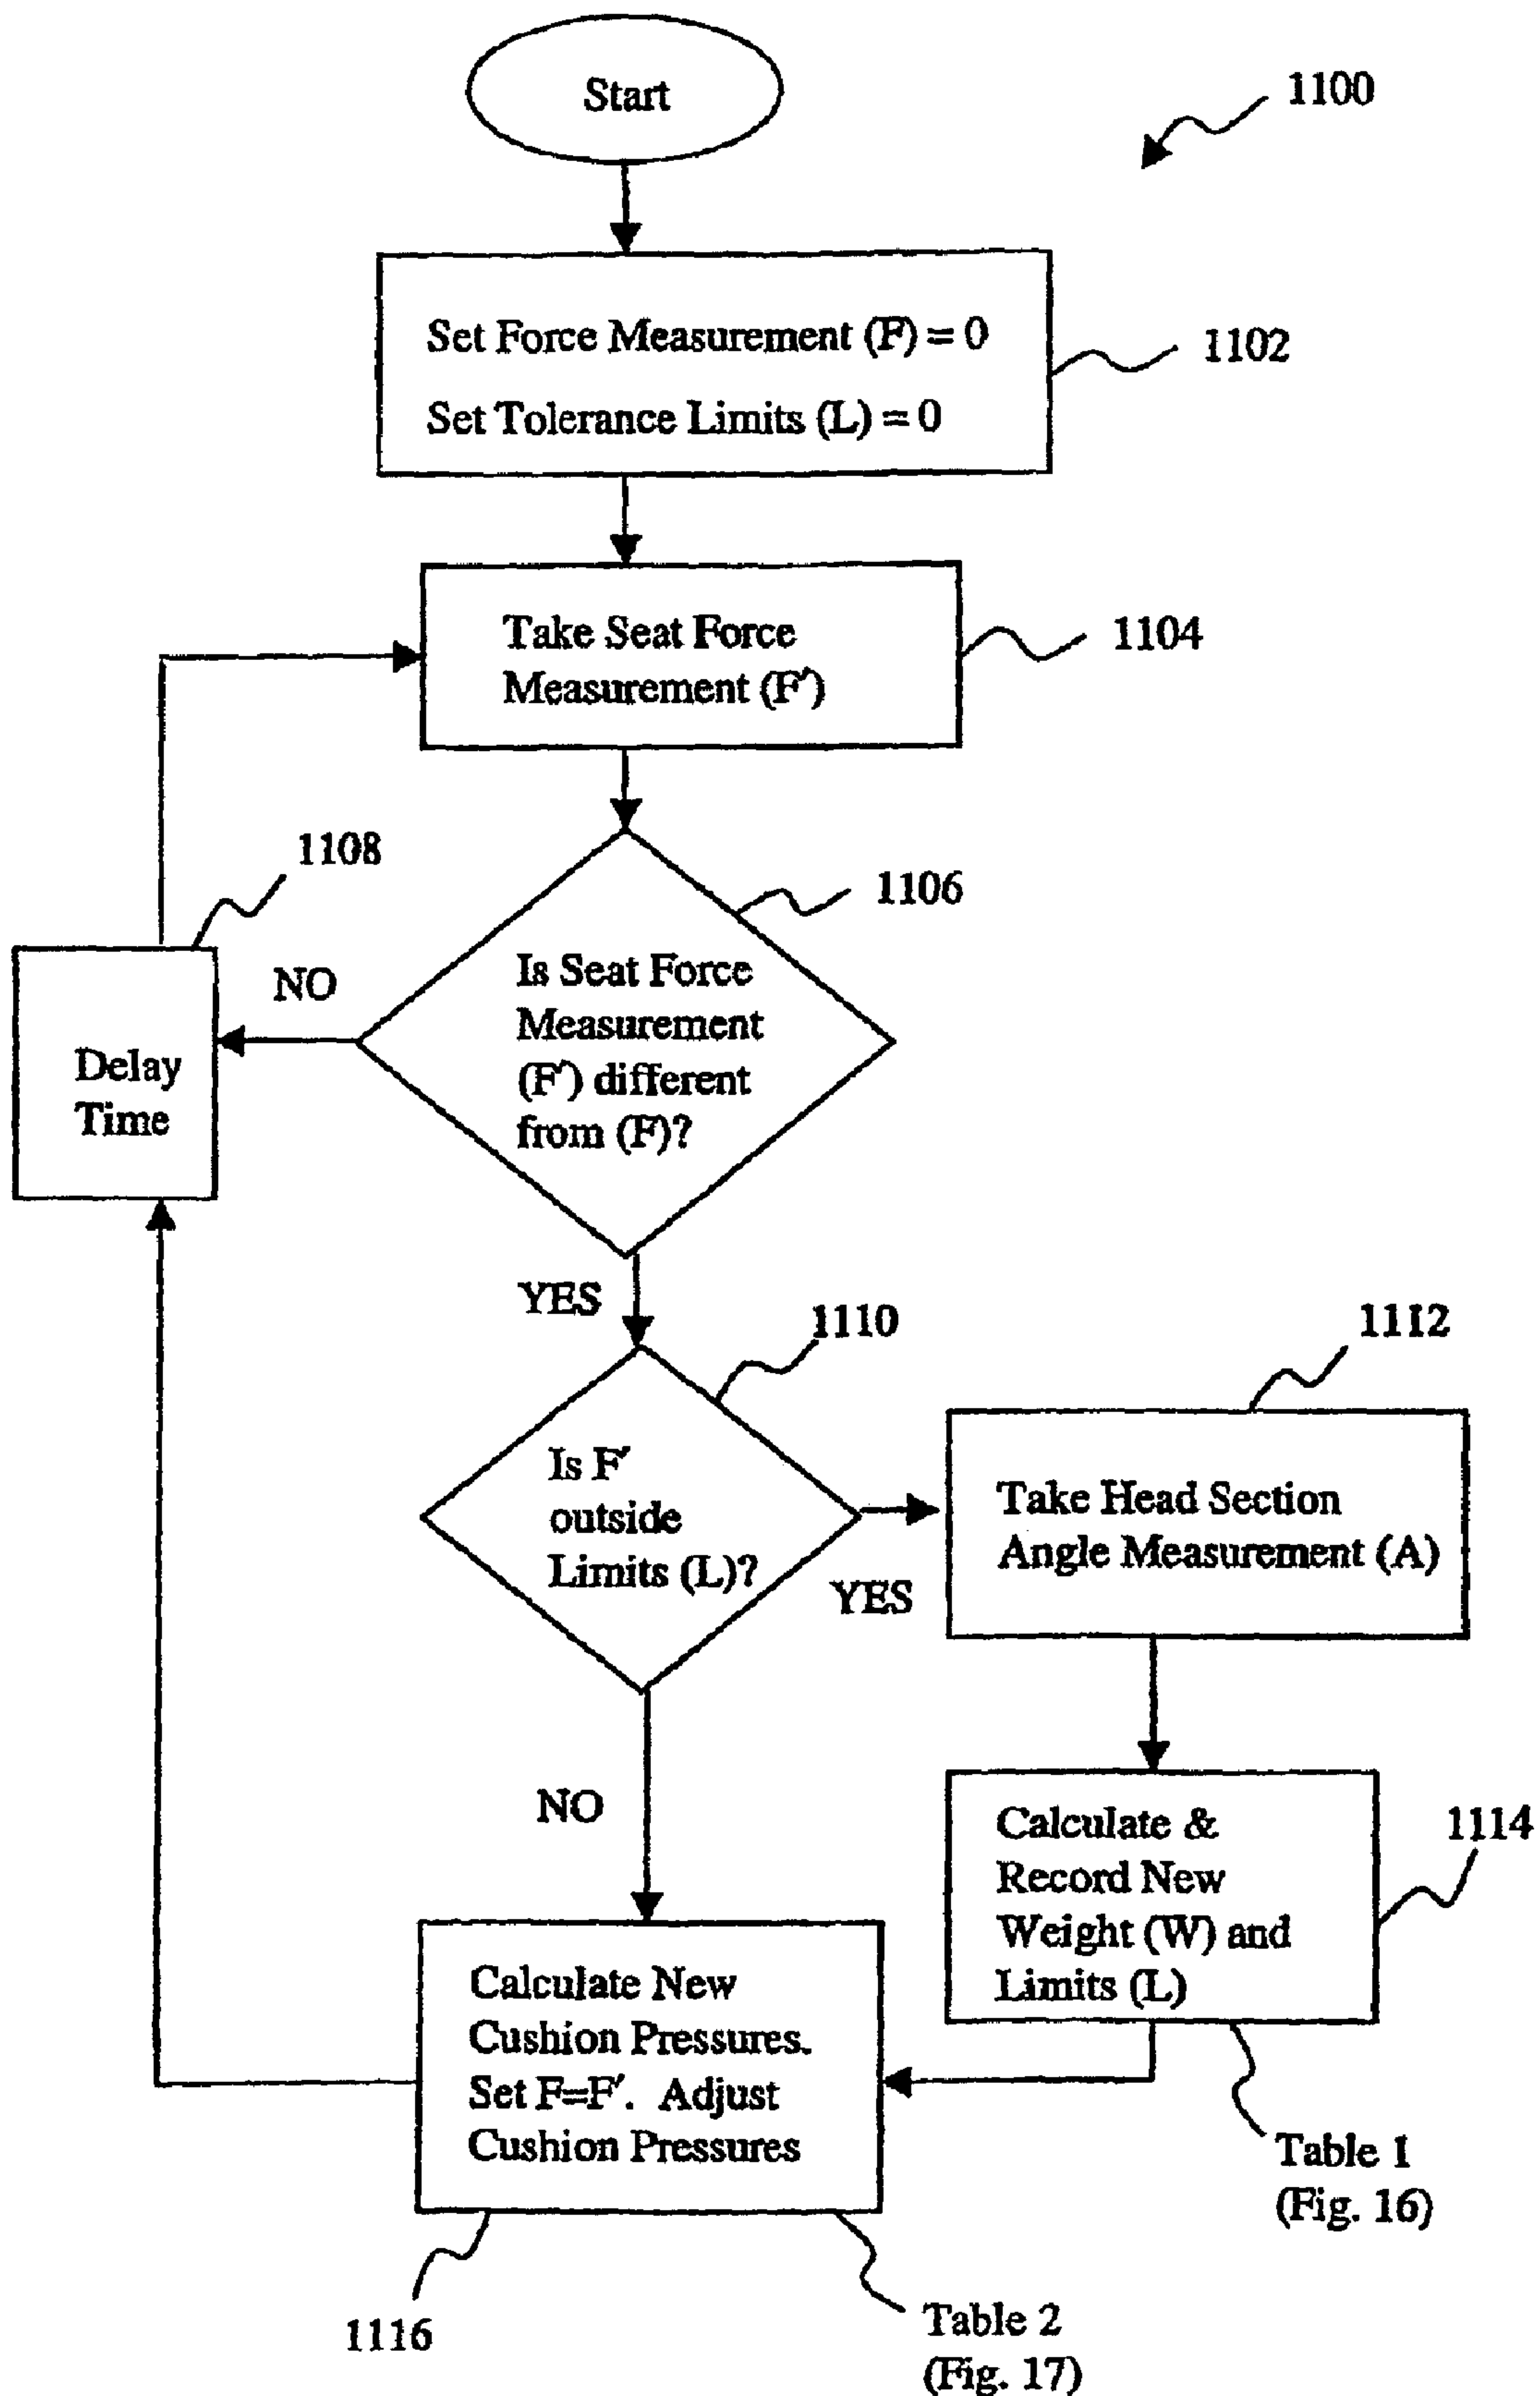 Start
1100
Set Force Measurement (F) = 0
Set Tolerance Limits (L) = 0
1102
Take Seat Force
Measurement (F')
1104
1108
1106
NO
Is Seat Force
Measurement
(F') different
from (F)?
Delay
Time
YES
1110
1112
Is F'
outside
Limits (L)?
YES
Take Head Section
Angle Measurement (A)
NO
Calculate &
Record New
Weight (W) and
Limits (L)
1114
Calculate New
Cushion Pressures.
Set F=F'. Adjust
Cushion Pressures
Table 1
(Fig. 16)
1116
Table 2
(Fig. 17)